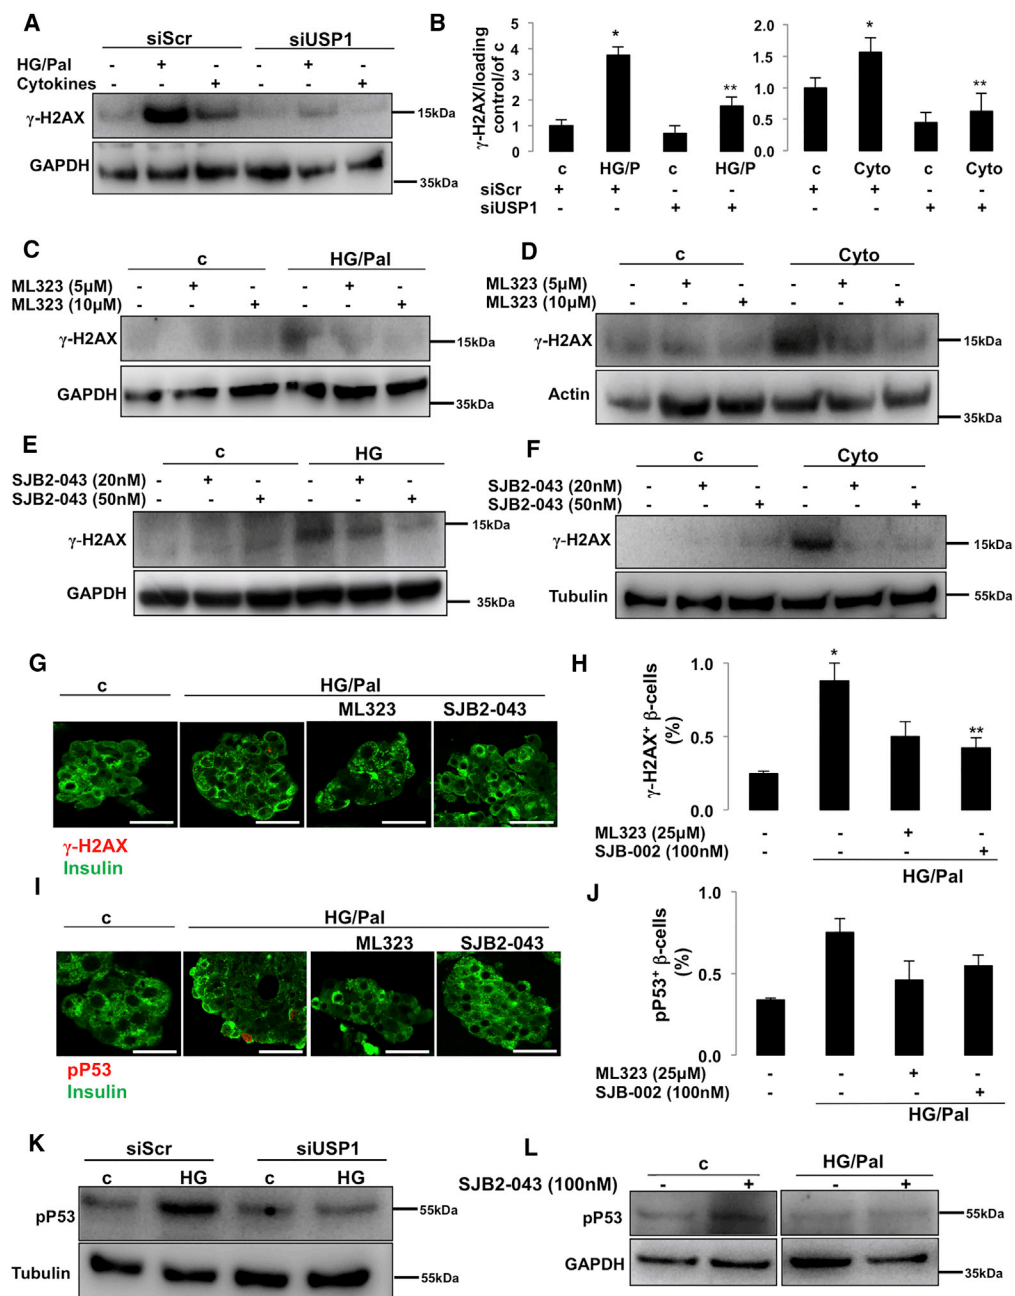 A
siScr siUSP1
HG/Pal - + - - + -
Cytokines - - + - - +
γ-H2AX 15kDa
GAPDH 35kDa
B
γ-H2AX/loading
control/of c
5
4
3
2
1
0
* **
c HG/P c HG/P
2.0
1.5
1.0
0.5
0.0
* **
c Cyto c Cyto
siScr + + - - + + - -
siUSP1 - - + + - - + +
C
c HG/Pal
ML323 (5μM) - + - - + -
ML323 (10μM) - - + - - +
γ-H2AX 15kDa
GAPDH 35kDa
D
c Cyto
ML323 (5μM) - + - - + -
ML323 (10μM) - - + - - +
γ-H2AX 15kDa
Actin 35kDa
E
c HG
SJB2-043 (20nM) - + - - + -
SJB2-043 (50nM) - - + - - +
γ-H2AX 15kDa
GAPDH 35kDa
F
c Cyto
SJB2-043 (20nM) - + - - + -
SJB2-043 (50nM) - - + - - +
γ-H2AX 15kDa
Tubulin 55kDa
G
c HG/Pal
ML323 SJB2-043
γ-H2AX
Insulin
H
γ-H2AX+ β-cells
(%)
1.0
0.5
0.0
* **
ML323 (25μM) - - + -
SJB-002 (100nM) - - - +
HG/Pal
I
c HG/Pal
ML323 SJB2-043
pP53
Insulin
J
pP53+ β-cells
(%)
1.0
0.5
0.0
ML323 (25μM) - - + -
SJB-002 (100nM) - - - +
HG/Pal
K
siScr siUSP1
c HG c HG
pP53 55kDa
Tubulin 55kDa
L
c HG/Pal
SJB2-043 (100nM) - + - +
pP53 55kDa
GAPDH 35kDa